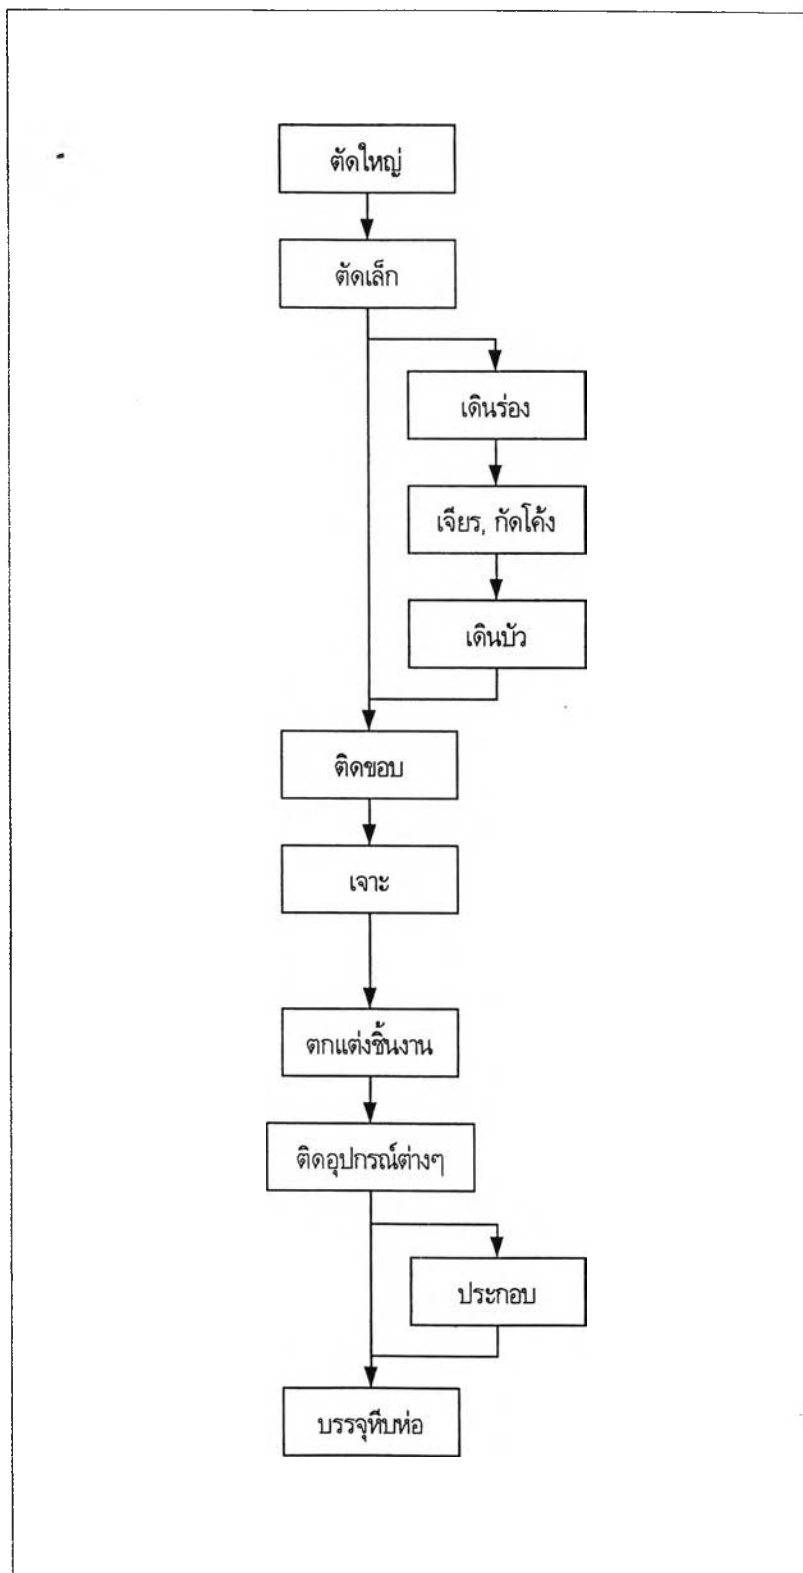 ตัดใหญ่
ตัดเล็ก
เดินร่อง
เจียร, กัดโค้ง
เดินบัว
ติดขอบ
เจาะ
ตกแต่งชิ้นงาน
ติดอุปกรณ์ต่างๆ
ประกอบ
บรรจุหีบห่อ